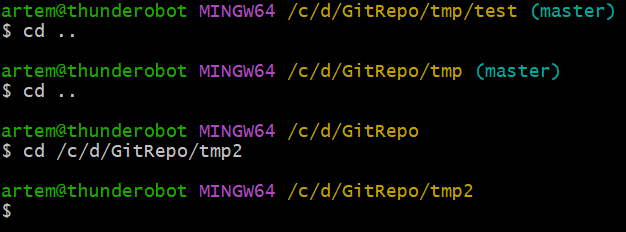 artem@thunderobot MINGW64 /c/d/GitRepo/tmp/test (master)
$ cd ..
artem@thunderobot MINGW64 /c/d/GitRepo/tmp (master)
$ cd ..
artem@thunderobot MINGW64 /c/d/GitRepo
$ cd /c/d/GitRepo/tmp2
artem@thunderobot MINGW64 /c/d/GitRepo/tmp2
$